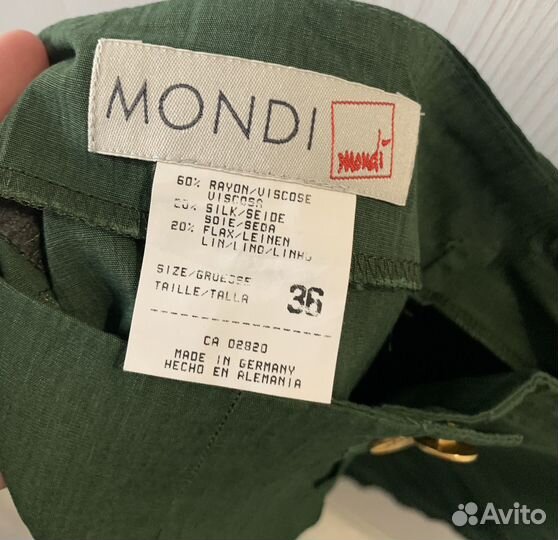 MONDI
mondi
60% RAYON/VISCOSE
VISCOSA
20% SILK/SEIDE
SOIE/SEDA
20% FLAX/LEINEN
LIN/LINO/LINHO
SIZE/GRUESSE
TAILLE/TALLA
36
CA 02820
MADE IN GERMANY
HECHO EN ALEMANIA
Avito